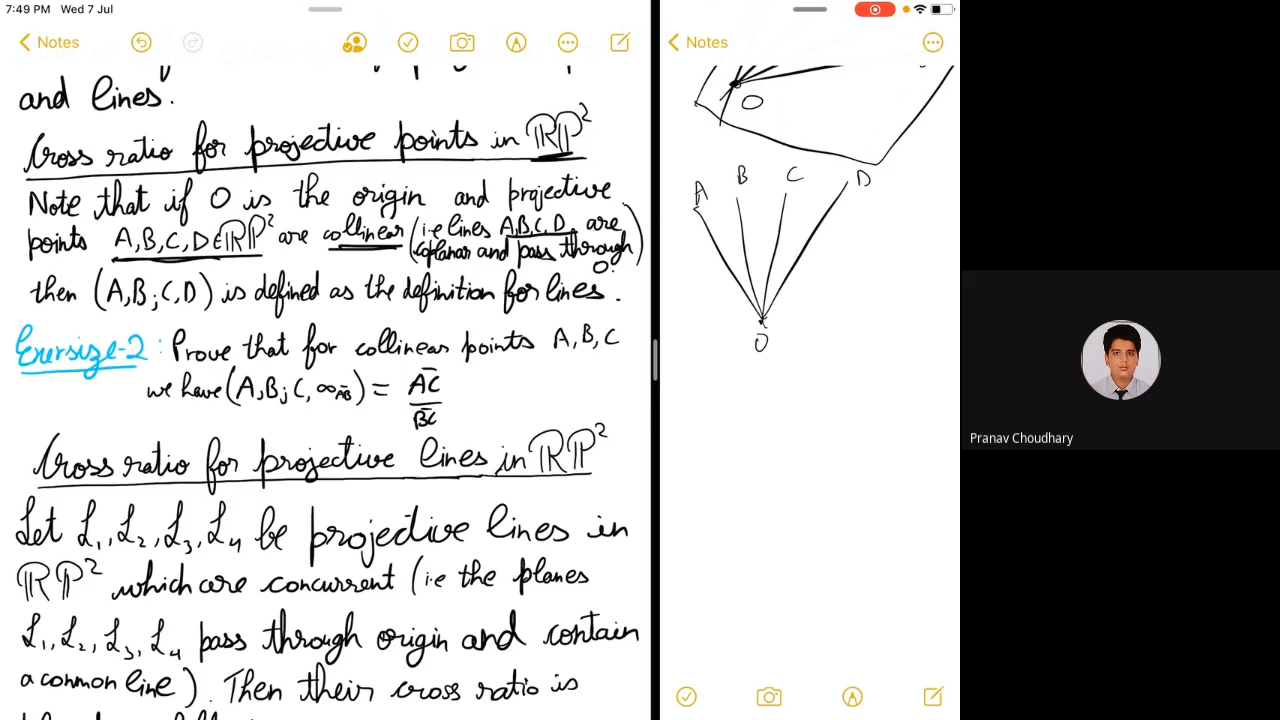 7:49 PM Wed 7 Jul
Notes
and lines.
Cross ratio for projective points in ℝℙ²
Note that if O is the origin and projective
points A,B,C,D∈ℝℙ² are collinear (i.e lines A,B,C,D are
coplanar and pass through
O.)
then (A,B;C,D) is defined as the definition for lines.
Exersize-2: Prove that for collinear points A, B, C
we have (A,B;C,∞_AB) = AC̄ / BC̄
Cross ratio for projective lines in ℝℙ²
Let L₁, L₂, L₃, L₄ be projective lines in
ℝℙ² which are concurrent (i.e the planes
L₁, L₂, L₃, L₄ pass through origin and contain
a common line). Then their cross ratio is
Notes
O
A B C D
O
Pranav Choudhary